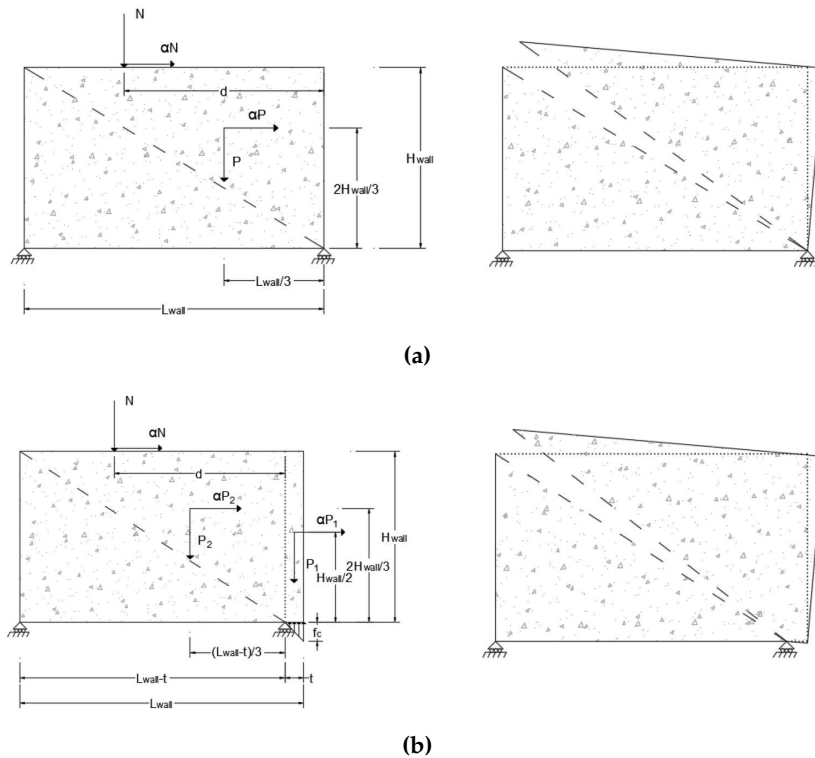 N
αN
d
αP
P
2Hwall/3
Hwall
Lwall/3
Lwall
(a)
N
αN
d
αP2
P2
αP1
P1
Hwall/2
2Hwall/3
Hwall
fc
(Lwall-t)/3
Lwall-t
t
Lwall
(b)